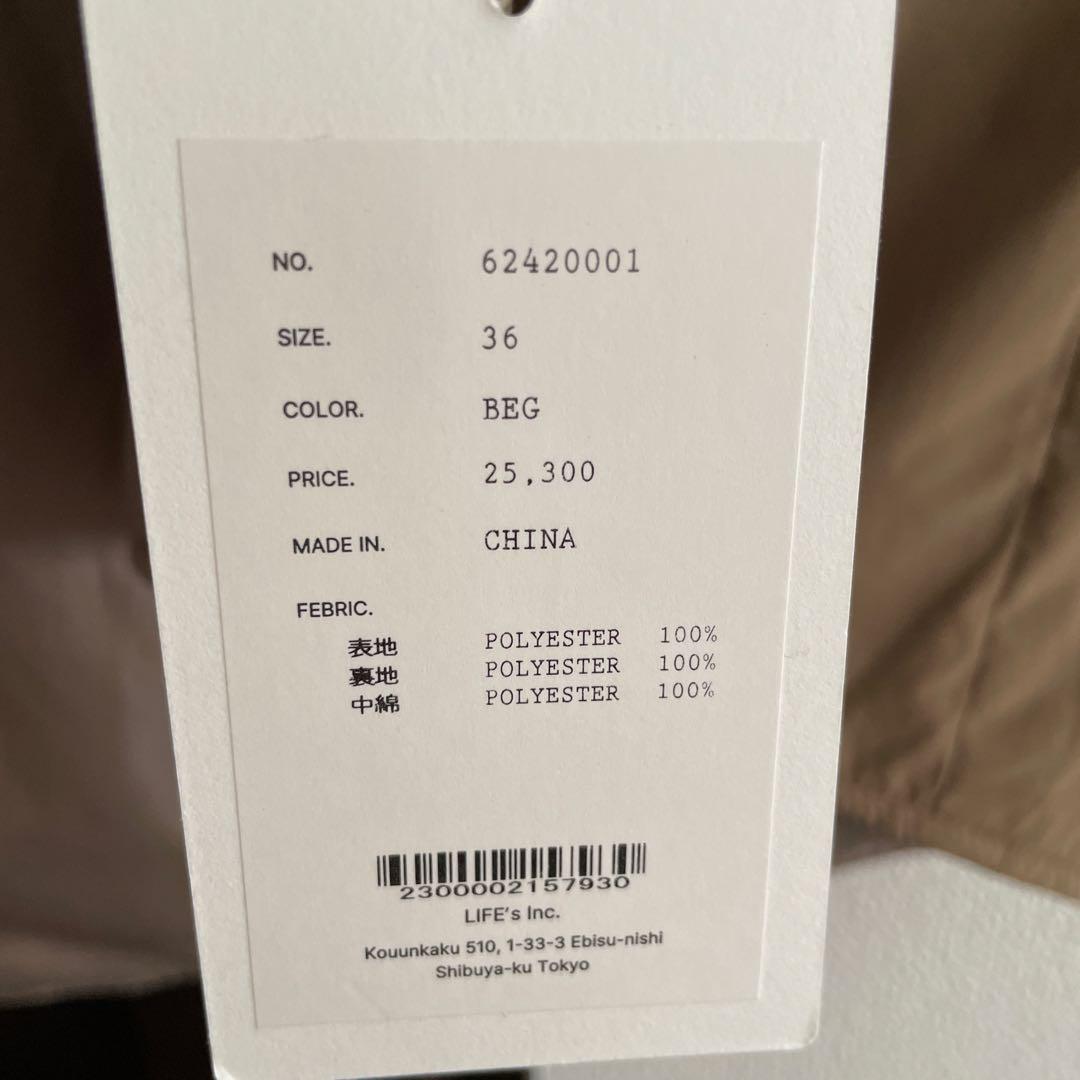 NO. 62420001
SIZE. 36
COLOR. BEG
PRICE. 25,300
MADE IN. CHINA
FEBRIC.
表地 POLYESTER 100%
裏地 POLYESTER 100%
中綿 POLYESTER 100%
2300002157930
LIFE's Inc.
Kouunkaku 510, 1-33-3 Ebisu-nishi
Shibuya-ku Tokyo